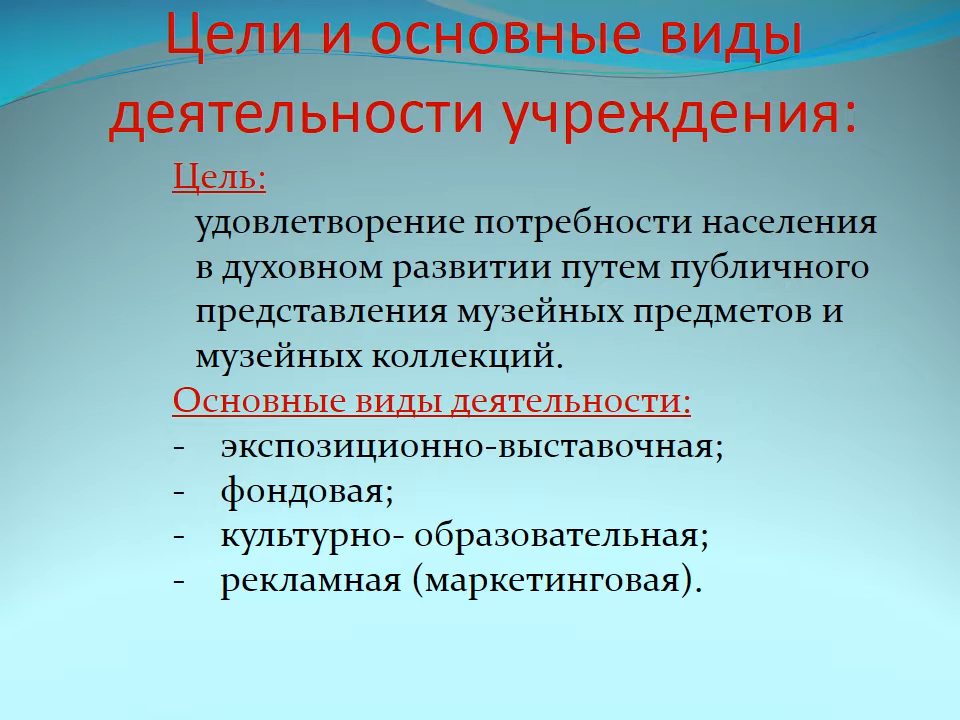 Цели и основные виды
деятельности учреждения:
Цель:
удовлетворение потребности населения
в духовном развитии путем публичного
представления музейных предметов и
музейных коллекций.
Основные виды деятельности:
- экспозиционно-выставочная;
- фондовая;
- культурно- образовательная;
- рекламная (маркетинговая).